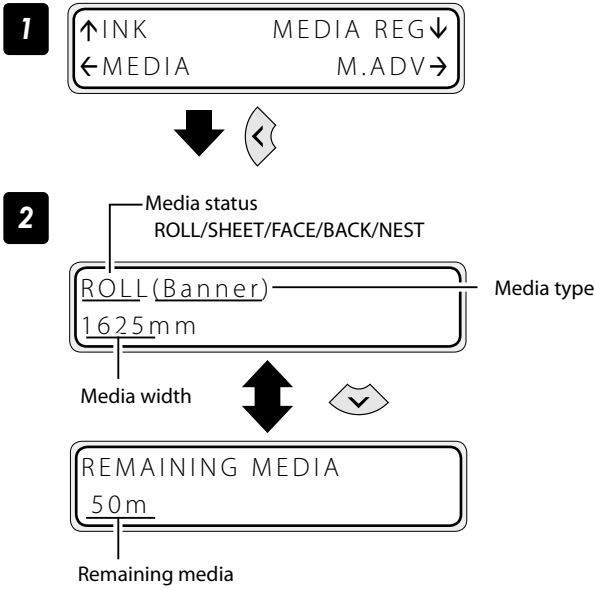 1
↑INK MEDIA REG↓
←MEDIA M.ADV→
2
Media status
ROLL/SHEET/FACE/BACK/NEST
ROLL(Banner)
Media type
1625mm
Media width
REMAINING MEDIA
50m
Remaining media